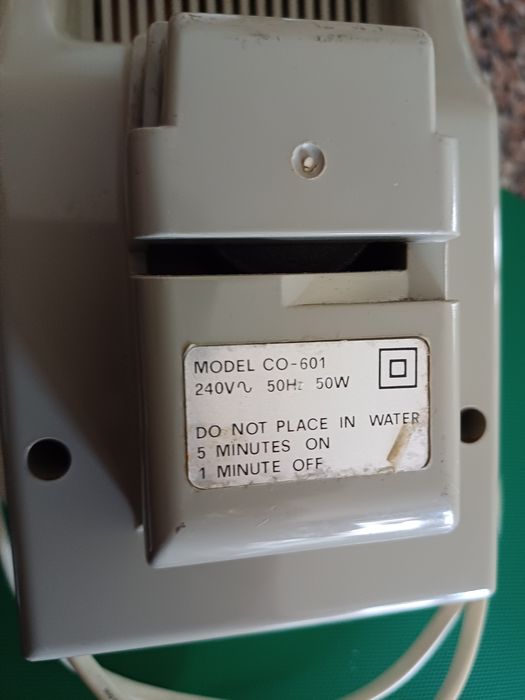 MODEL CO-601
240V∿ 50Hz 50W
DO NOT PLACE IN WATER
5 MINUTES ON
1 MINUTE OFF